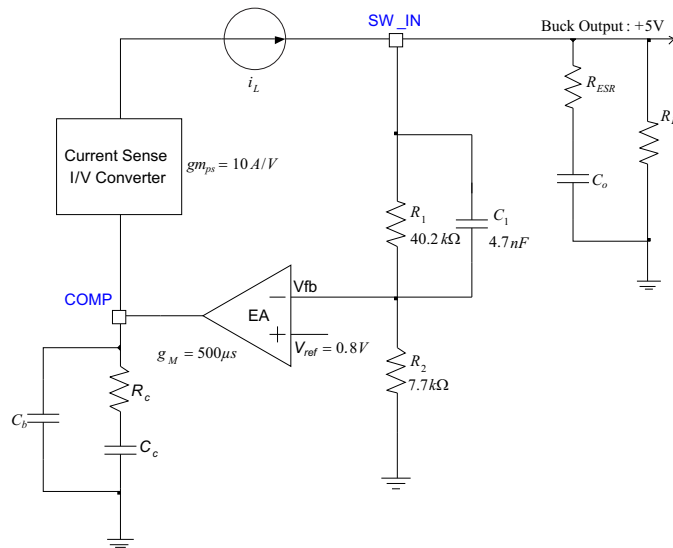 SW_IN
Buck Output : +5V
i_L
R_ESR
R_L
Current Sense
I/V Converter
gm_ps = 10 A/V
C_o
R_1
40.2 kΩ
C_1
4.7nF
COMP
Vfb
EA
g_M = 500µs
V_ref = 0.8V
R_2
7.7kΩ
R_c
C_b
C_c